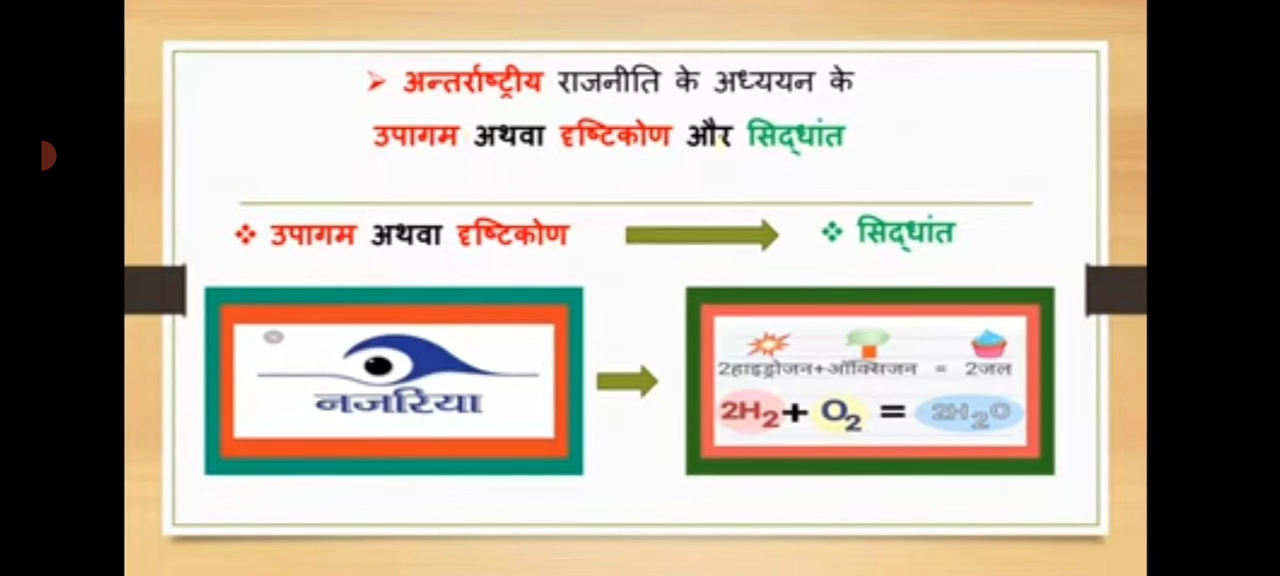 ➢ अन्तर्राष्ट्रीय राजनीति के अध्ययन के
उपागम अथवा दृष्टिकोण और सिद्धांत
❖ उपागम अथवा दृष्टिकोण
❖ सिद्धांत
नजरिया
2हाइड्रोजन+ऑक्सिजन = 2जल
2H₂ + O₂ = 2H₂O